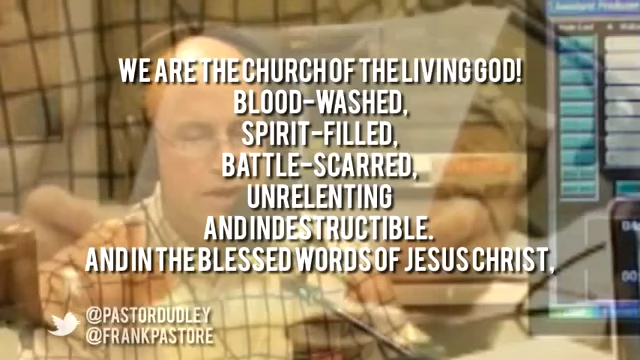 WE ARE THE CHURCH OF THE LIVING GOD!
BLOOD-WASHED,
SPIRIT-FILLED,
BATTLE-SCARRED,
UNRELENTING
AND INDESTRUCTIBLE.
AND IN THE BLESSED WORDS OF JESUS CHRIST,
@PASTORDUDLEY
@FRANKPASTORE